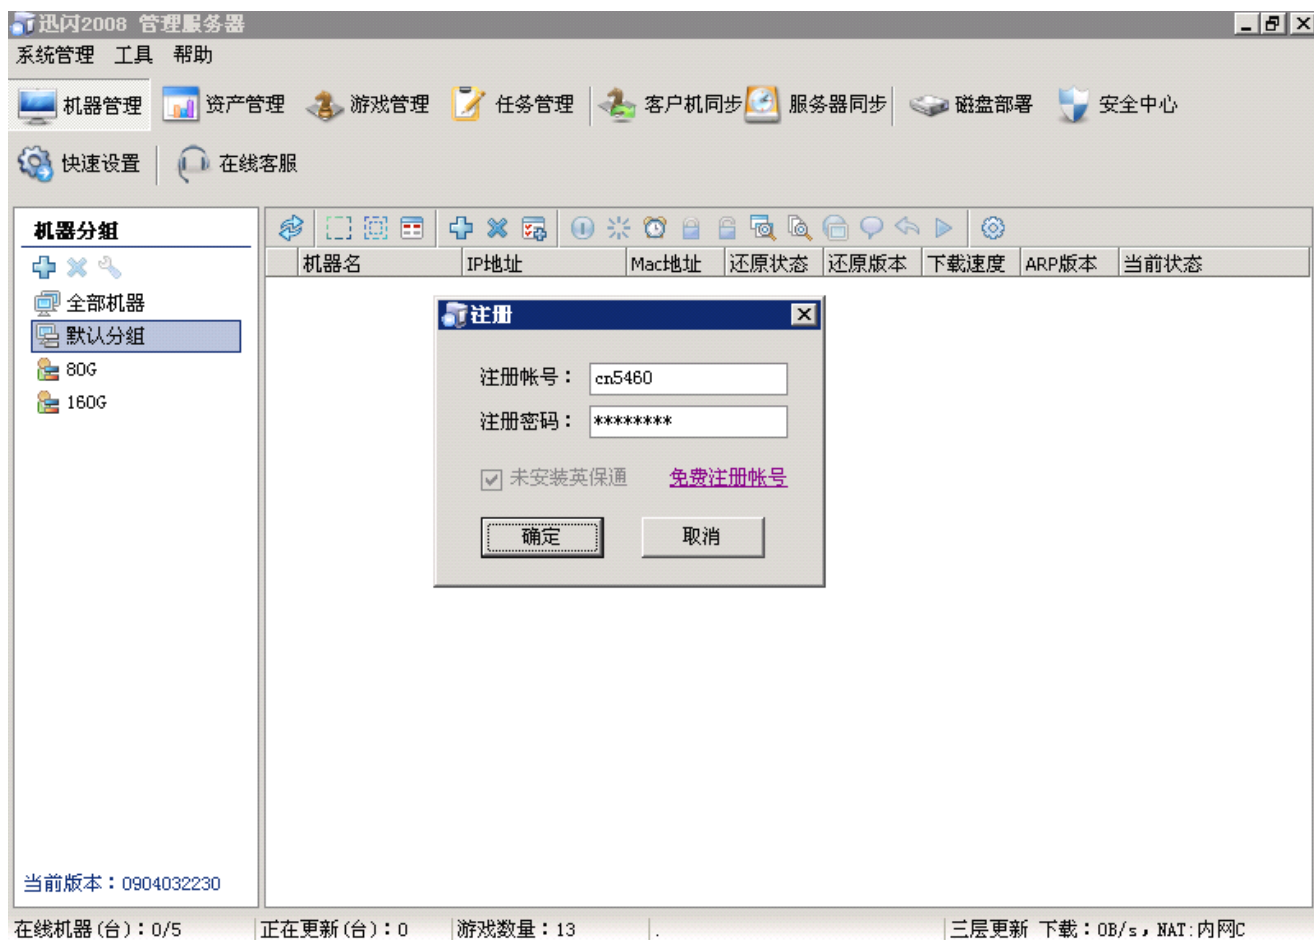 迅闪2008 管理服务器
系统管理 工具 帮助
机器管理 资产管理 游戏管理 任务管理 客户机同步 服务器同步 磁盘部署 安全中心
快速设置 在线客服
机器分组
全部机器
默认分组
80G
160G
机器名 IP地址 Mac地址 还原状态 还原版本 下载速度 ARP版本 当前状态
注册
注册帐号： cn5460
注册密码： ********
未安装英保通 免费注册帐号
确定 取消
当前版本：0904032230
在线机器(台)：0/5 正在更新(台)：0 游戏数量：13 . 三层更新 下载：0B/s，NAT:内网C